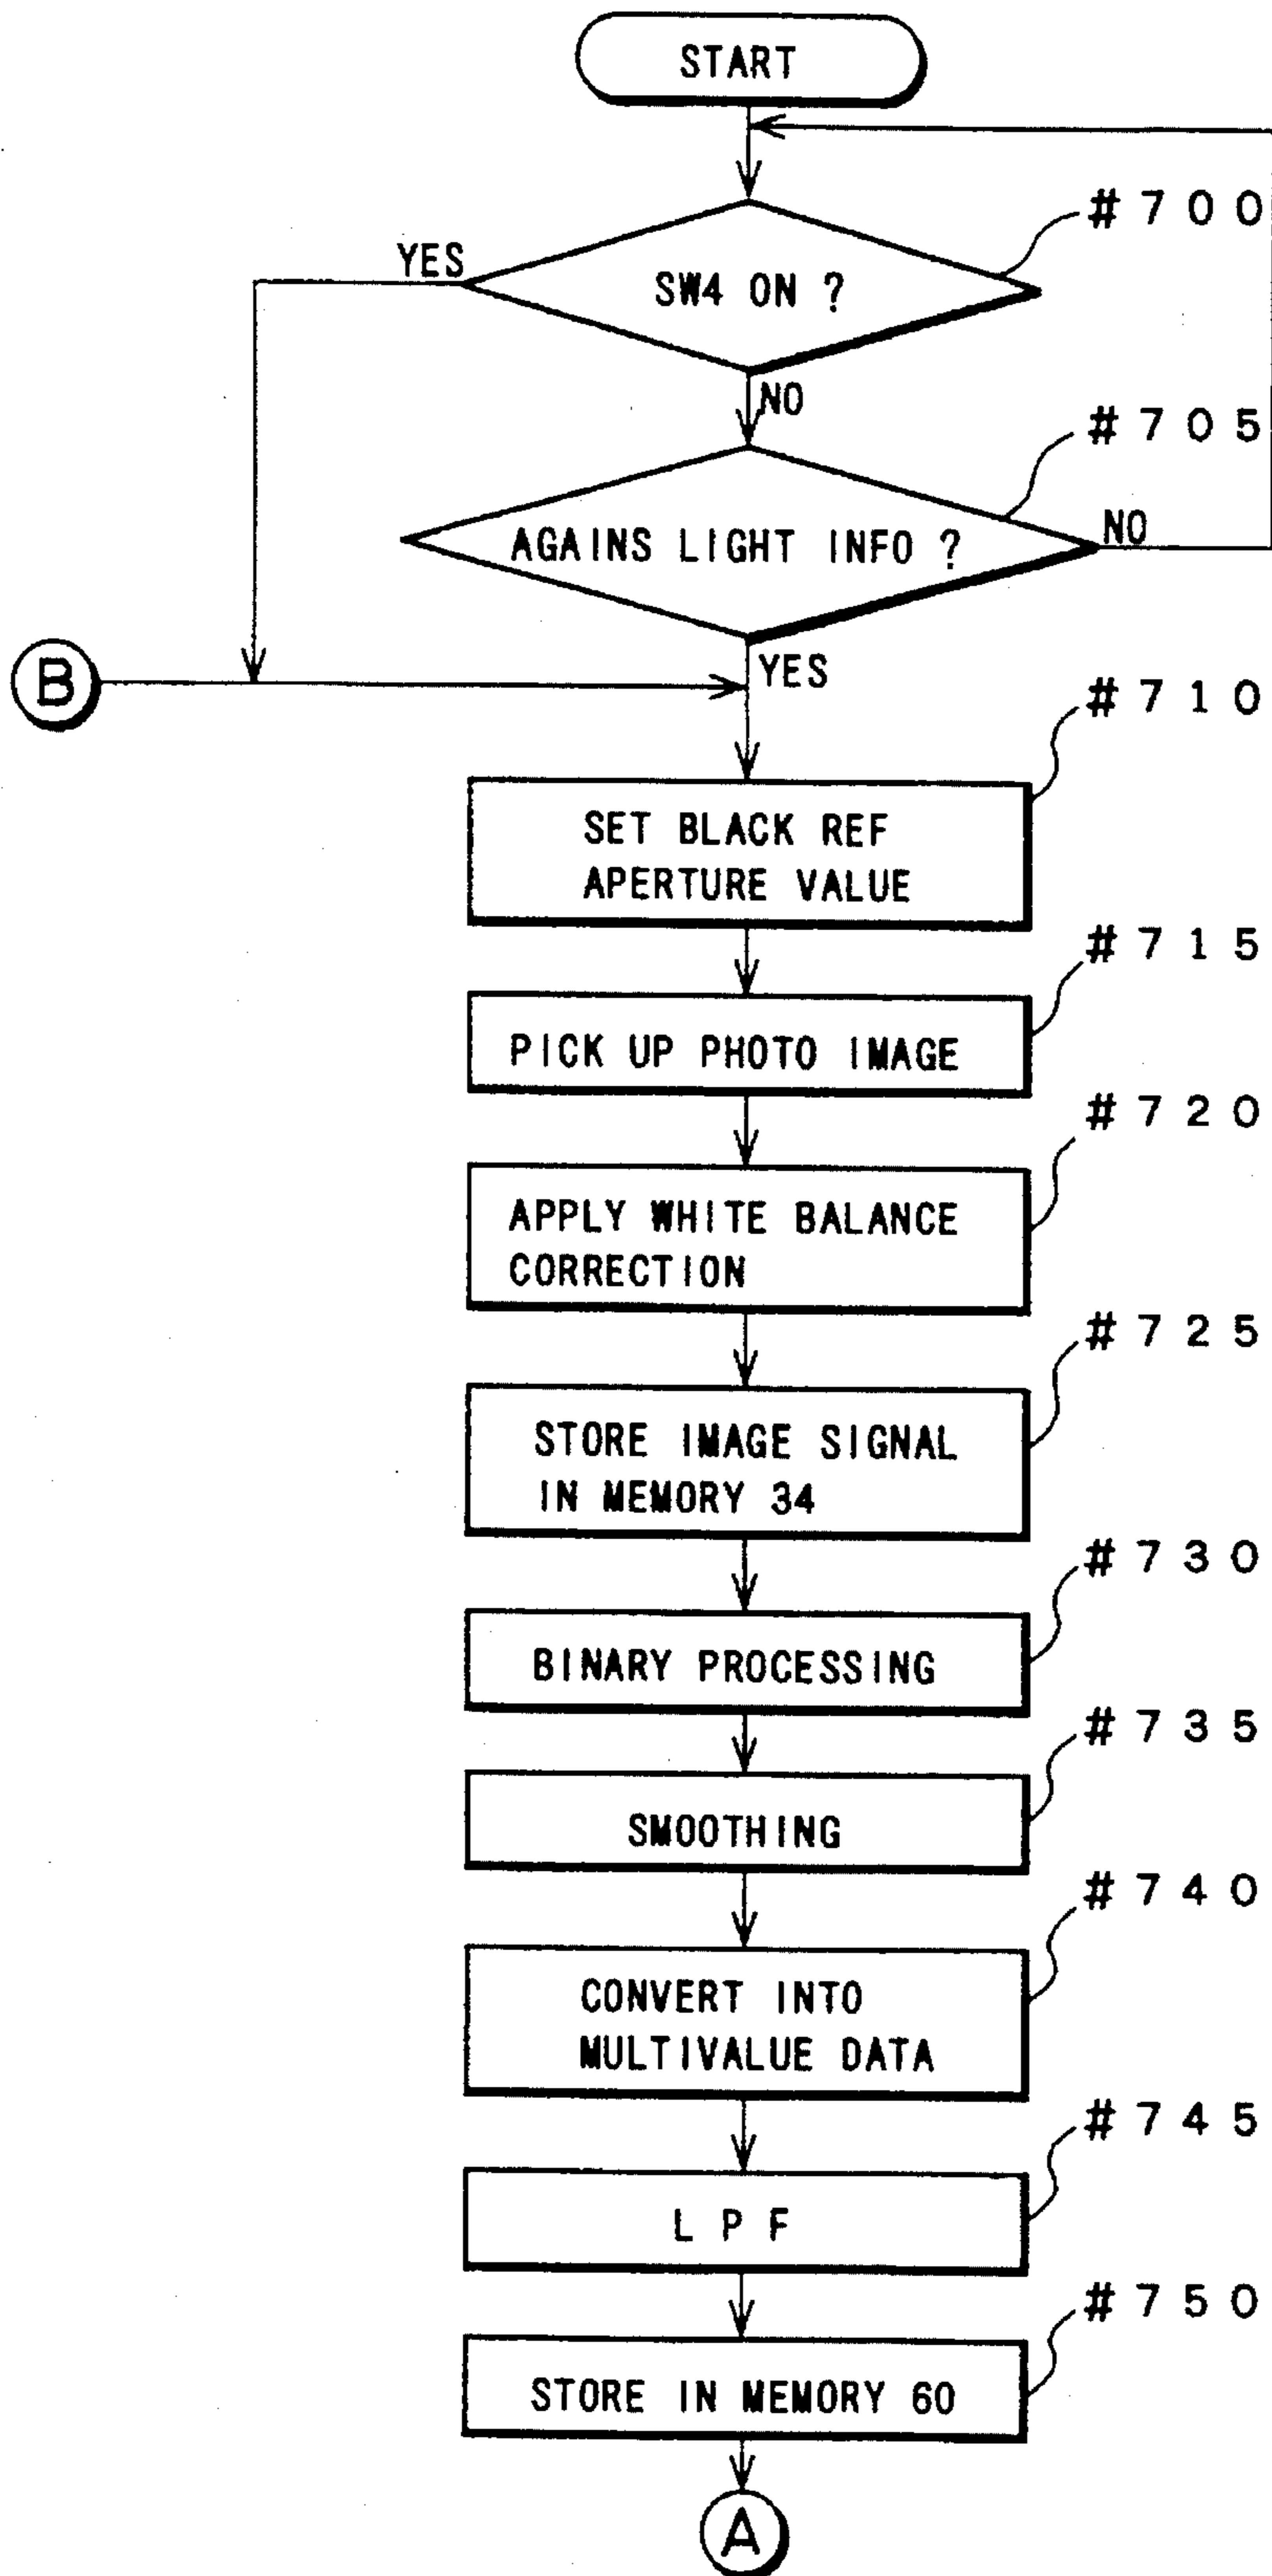 START
#700
YES
SW4 ON ?
NO
#705
AGAINS LIGHT INFO ?
NO
B
YES
#710
SET BLACK REF
APERTURE VALUE
#715
PICK UP PHOTO IMAGE
#720
APPLY WHITE BALANCE
CORRECTION
#725
STORE IMAGE SIGNAL
IN MEMORY 34
#730
BINARY PROCESSING
#735
SMOOTHING
#740
CONVERT INTO
MULTIVALUE DATA
#745
L P F
#750
STORE IN MEMORY 60
A